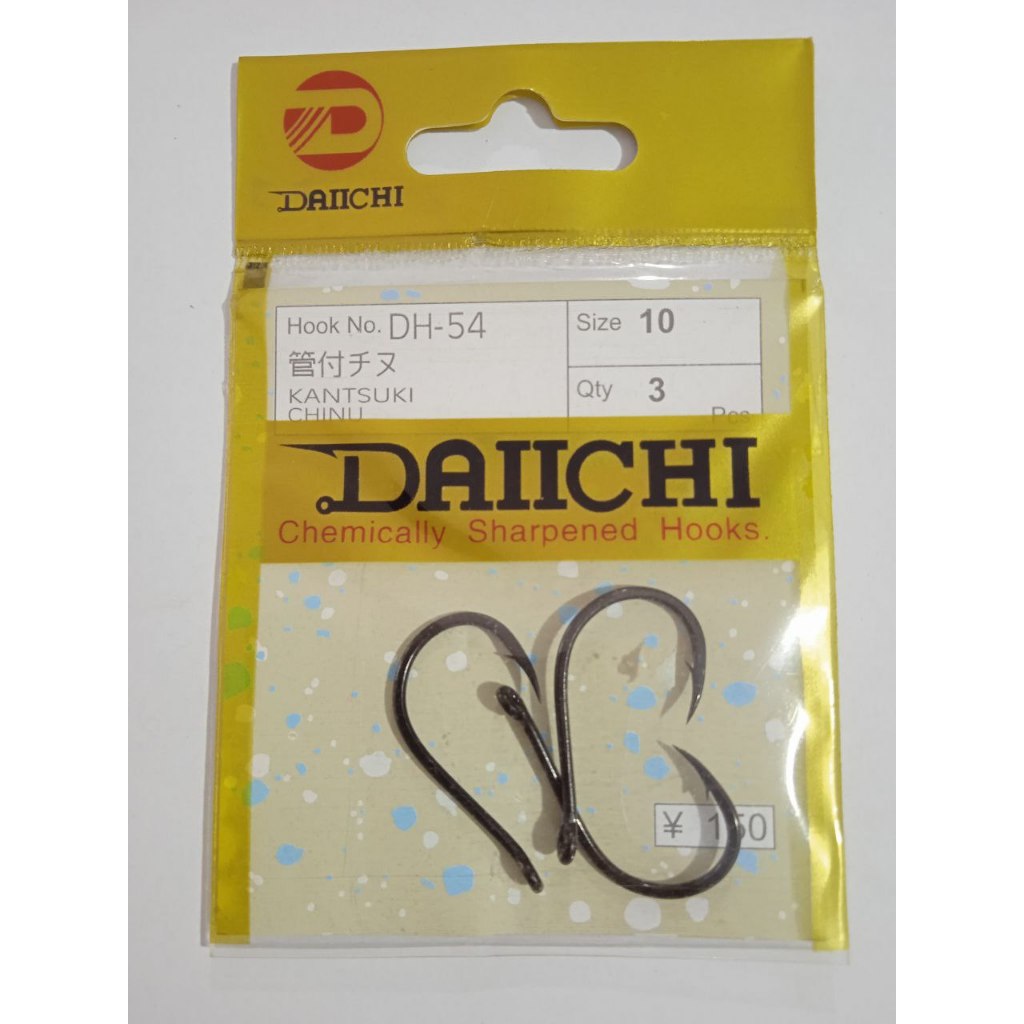 DAIICHI
Hook No. DH-54
管付チヌ
KANTSUKI
CHINU
Size 10
Qty 3
Pcs
DAIICHI
Chemically Sharpened Hooks.
¥ 150